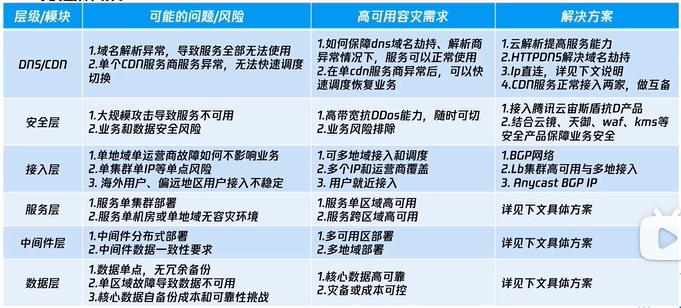 层级/模块 可能的问题/风险 高可用容灾需求 解决方案
DNS/CDN
1.域名解析异常，导致服务全部无法使用
2.单个CDN服务商服务异常，无法快速调度
切换
1.如何保障dns域名劫持、解析商
异常情况下，服务可以正常使用
2.在单cdn服务商异常后，可以快
速调度恢复业务
1.云解析提高服务能力
2.HTTPDNS解决域名劫持
3.Ip直连，详见下文说明
4.CDN服务正常接入两家，做互备
安全层
1.大规模攻击导致服务不可用
2.业务和数据安全风险
1.高带宽抗DDos能力，随时可切
2.业务风险排除
1.接入腾讯云宙斯盾抗D产品
2.结合云镜、天御、waf、kms等
安全产品保障业务安全
接入层
1.单地域单运营商故障如何不影响业务
2.单集群单IP等单点风险
3. 海外用户、偏远地区用户接入不稳定
1.可多地域接入和调度
2.多个IP和运营商覆盖
3. 用户就近接入
1.BGP网络
2.Lb集群高可用与多地接入
3. Anycast BGP IP
服务层
1.服务单集群部署
2.服务单机房或单地域无容灾环境
1.服务单区域高可用
2.服务跨区域高可用
详见下文具体方案
中间件层
1.中间件分布式部署
2.中间件数据一致性要求
1.多可用区部署
2.多地域部署
详见下文具体方案
数据层
1.数据单点，无冗余备份
2.单区域故障导致数据不可用
3.核心数据自备份成本和可靠性挑战
1.核心数据高可靠
2.灾备或成本可控
详见下文具体方案